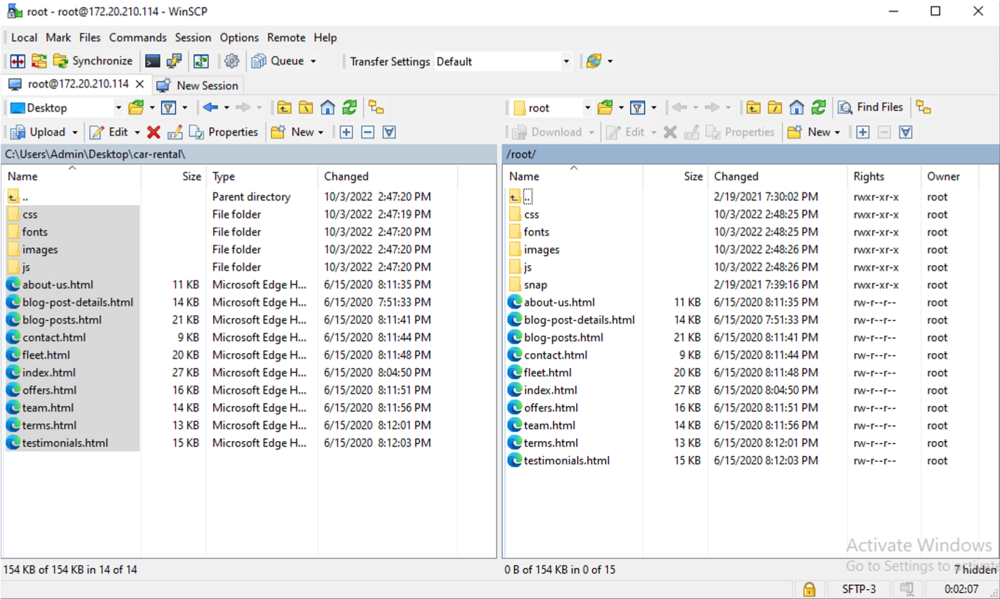 root - root@172.20.210.114 - WinSCP
Local Mark Files Commands Session Options Remote Help
Synchronize Queue Transfer Settings Default
root@172.20.210.114 New Session
Desktop
Upload Edit Properties New
C:\Users\Admin\Desktop\car-rental\
Name Size Type Changed
.. Parent directory 10/3/2022 2:47:20 PM
css File folder 10/3/2022 2:47:19 PM
fonts File folder 10/3/2022 2:47:20 PM
images File folder 10/3/2022 2:47:20 PM
js File folder 10/3/2022 2:47:20 PM
about-us.html 11 KB Microsoft Edge H... 6/15/2020 8:11:35 PM
blog-post-details.html 14 KB Microsoft Edge H... 6/15/2020 7:51:33 PM
blog-posts.html 21 KB Microsoft Edge H... 6/15/2020 8:11:41 PM
contact.html 9 KB Microsoft Edge H... 6/15/2020 8:11:44 PM
fleet.html 20 KB Microsoft Edge H... 6/15/2020 8:11:48 PM
index.html 27 KB Microsoft Edge H... 6/15/2020 8:04:50 PM
offers.html 16 KB Microsoft Edge H... 6/15/2020 8:11:51 PM
team.html 14 KB Microsoft Edge H... 6/15/2020 8:11:56 PM
terms.html 13 KB Microsoft Edge H... 6/15/2020 8:12:01 PM
testimonials.html 15 KB Microsoft Edge H... 6/15/2020 8:12:03 PM
154 KB of 154 KB in 14 of 14
root Find Files
Download Edit Properties New
/root/
Name Size Changed Rights Owner
.. 2/19/2021 7:30:02 PM rwxr-xr-x root
css 10/3/2022 2:48:25 PM rwxr-xr-x root
fonts 10/3/2022 2:48:25 PM rwxr-xr-x root
images 10/3/2022 2:48:26 PM rwxr-xr-x root
js 10/3/2022 2:48:26 PM rwxr-xr-x root
snap 2/19/2021 7:39:16 PM rwxr-xr-x root
about-us.html 11 KB 6/15/2020 8:11:35 PM rw-r--r-- root
blog-post-details.html 14 KB 6/15/2020 7:51:33 PM rw-r--r-- root
blog-posts.html 21 KB 6/15/2020 8:11:41 PM rw-r--r-- root
contact.html 9 KB 6/15/2020 8:11:44 PM rw-r--r-- root
fleet.html 20 KB 6/15/2020 8:11:48 PM rw-r--r-- root
index.html 27 KB 6/15/2020 8:04:50 PM rw-r--r-- root
offers.html 16 KB 6/15/2020 8:11:51 PM rw-r--r-- root
team.html 14 KB 6/15/2020 8:11:56 PM rw-r--r-- root
terms.html 13 KB 6/15/2020 8:12:01 PM rw-r--r-- root
testimonials.html 15 KB 6/15/2020 8:12:03 PM rw-r--r-- root
Activate Windows
Go to Settings to activate
0 B of 154 KB in 0 of 15 7 hidden
SFTP-3 0:02:07